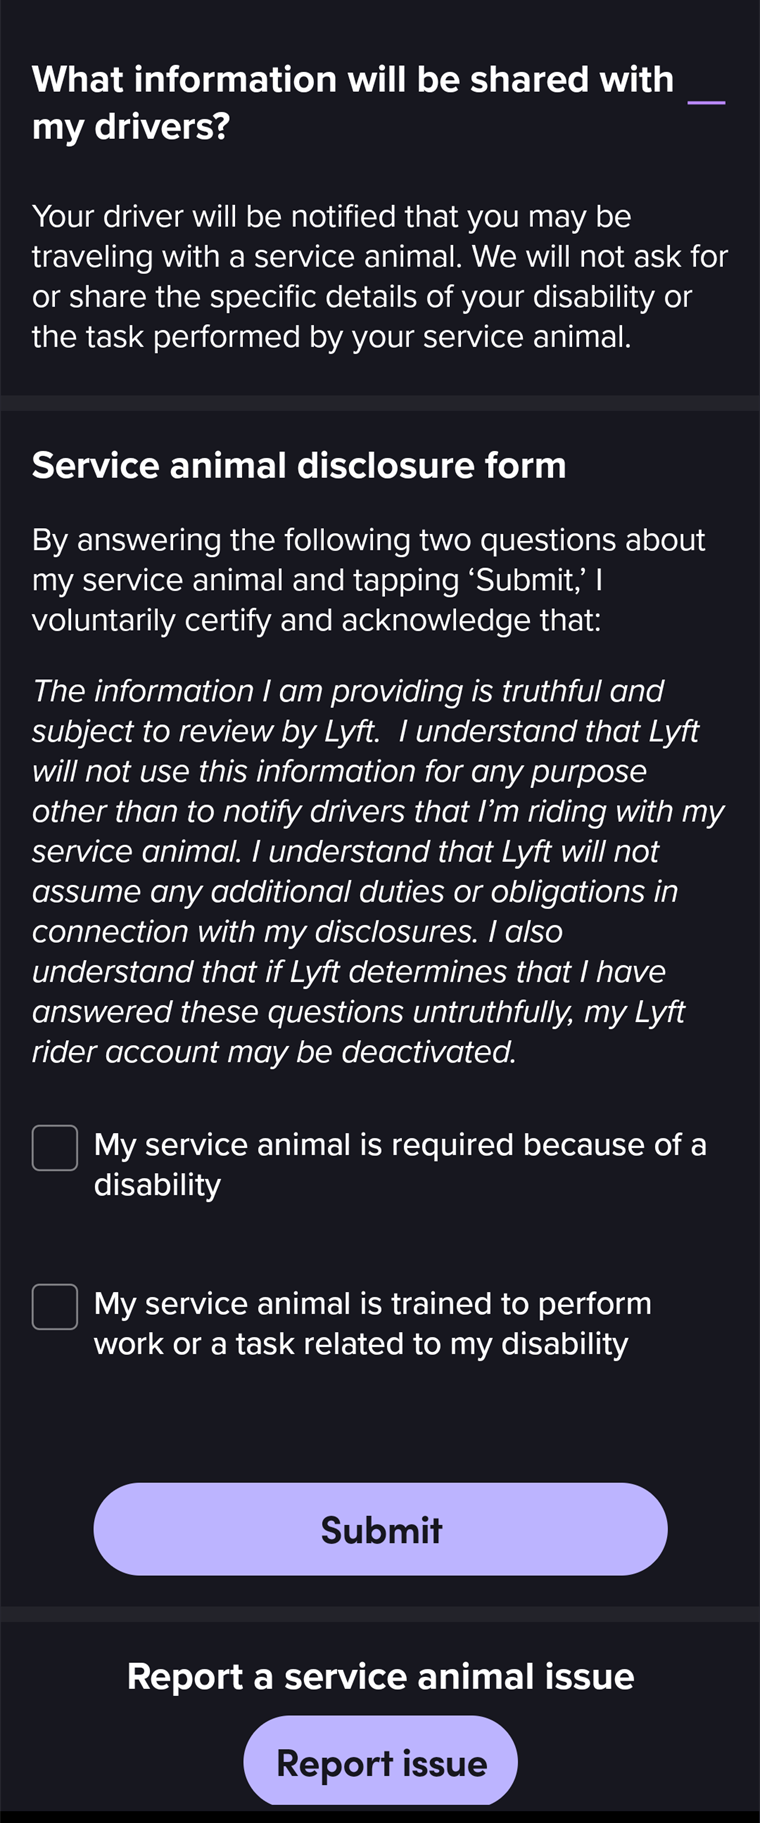 What information will be shared with
my drivers?
Your driver will be notified that you may be
traveling with a service animal. We will not ask for
or share the specific details of your disability or
the task performed by your service animal.
Service animal disclosure form
By answering the following two questions about
my service animal and tapping ‘Submit,’ I
voluntarily certify and acknowledge that:
The information I am providing is truthful and
subject to review by Lyft.  I understand that Lyft
will not use this information for any purpose
other than to notify drivers that I’m riding with my
service animal. I understand that Lyft will not
assume any additional duties or obligations in
connection with my disclosures. I also
understand that if Lyft determines that I have
answered these questions untruthfully, my Lyft
rider account may be deactivated.
My service animal is required because of a
disability
My service animal is trained to perform
work or a task related to my disability
Submit
Report a service animal issue
Report issue